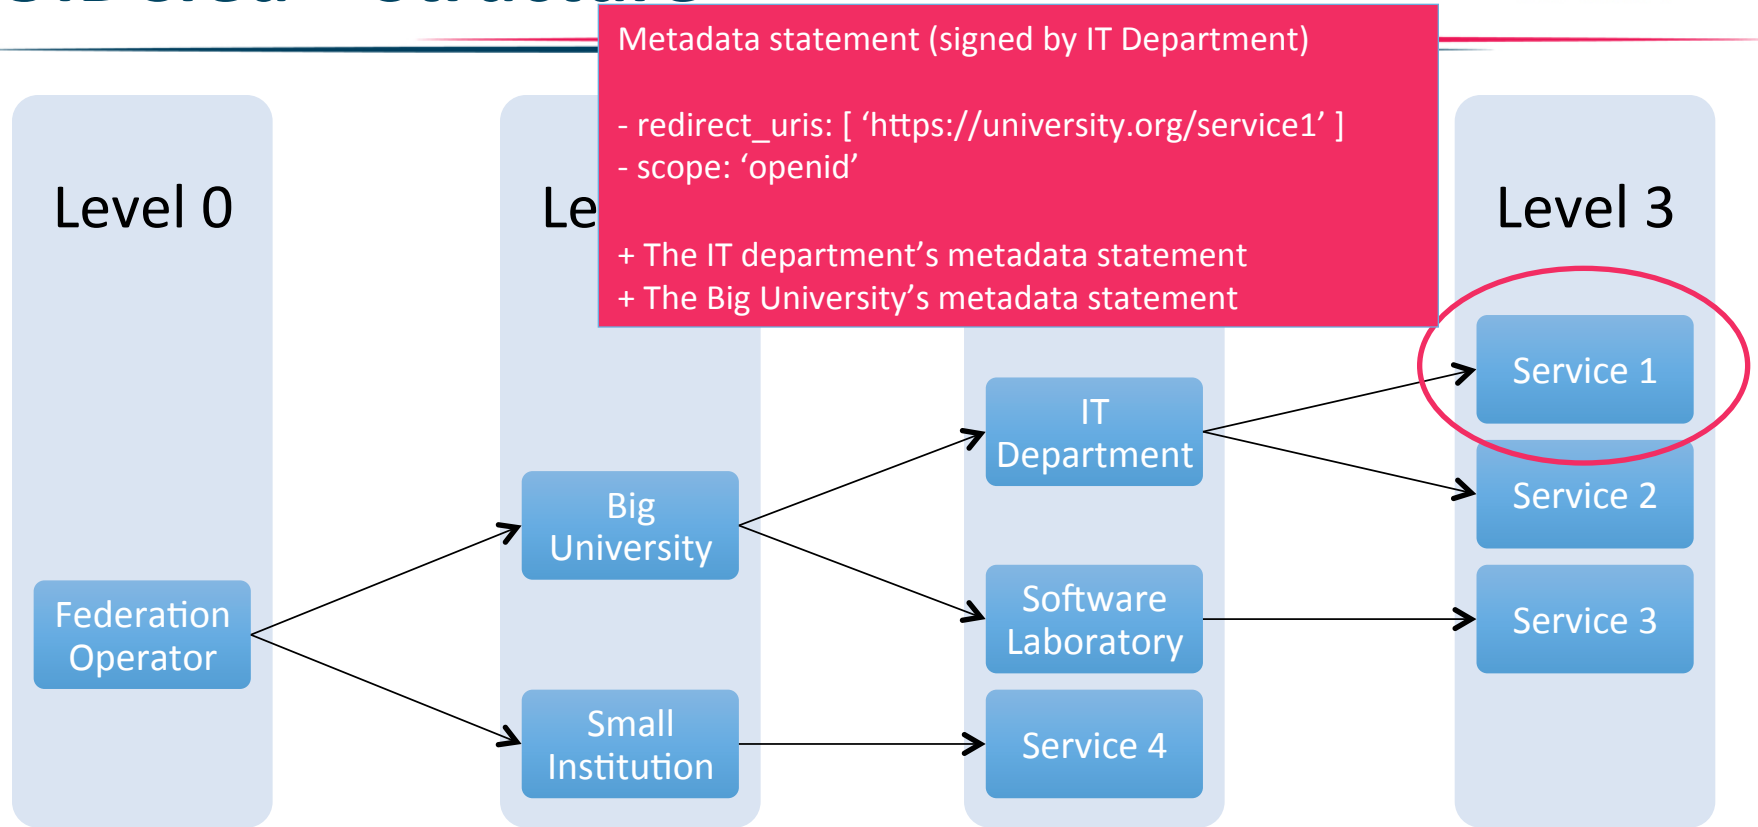 Metadata statement (signed by IT Department)
- redirect_uris: [ ‘https://university.org/service1’ ]
- scope: ‘openid’
+ The IT department’s metadata statement
+ The Big University’s metadata statement
Level 0
Le
Level 3
Service 1
IT
Department
Service 2
Big
University
Federation
Operator
Software
Laboratory
Service 3
Small
Institution
Service 4